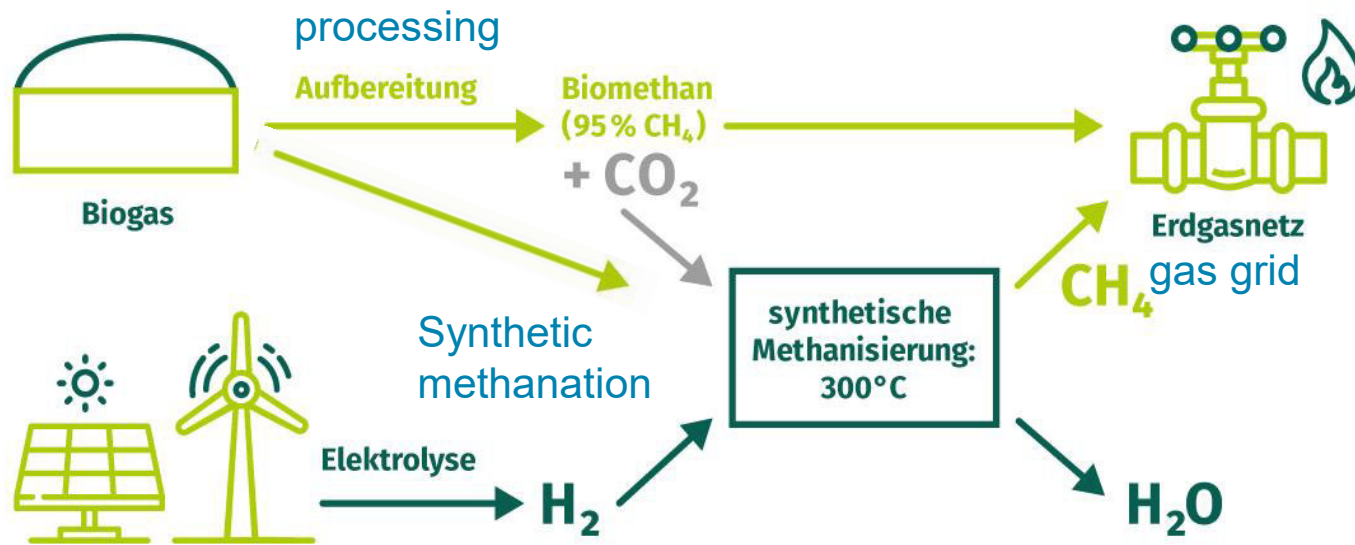 processing
Aufbereitung
Biomethan
(95 % CH₄)
+ CO₂
Biogas
Erdgasnetz
gas grid
CH₄
Synthetic
methanation
synthetische
Methanisierung:
300°C
Elektrolyse
H₂
H₂O